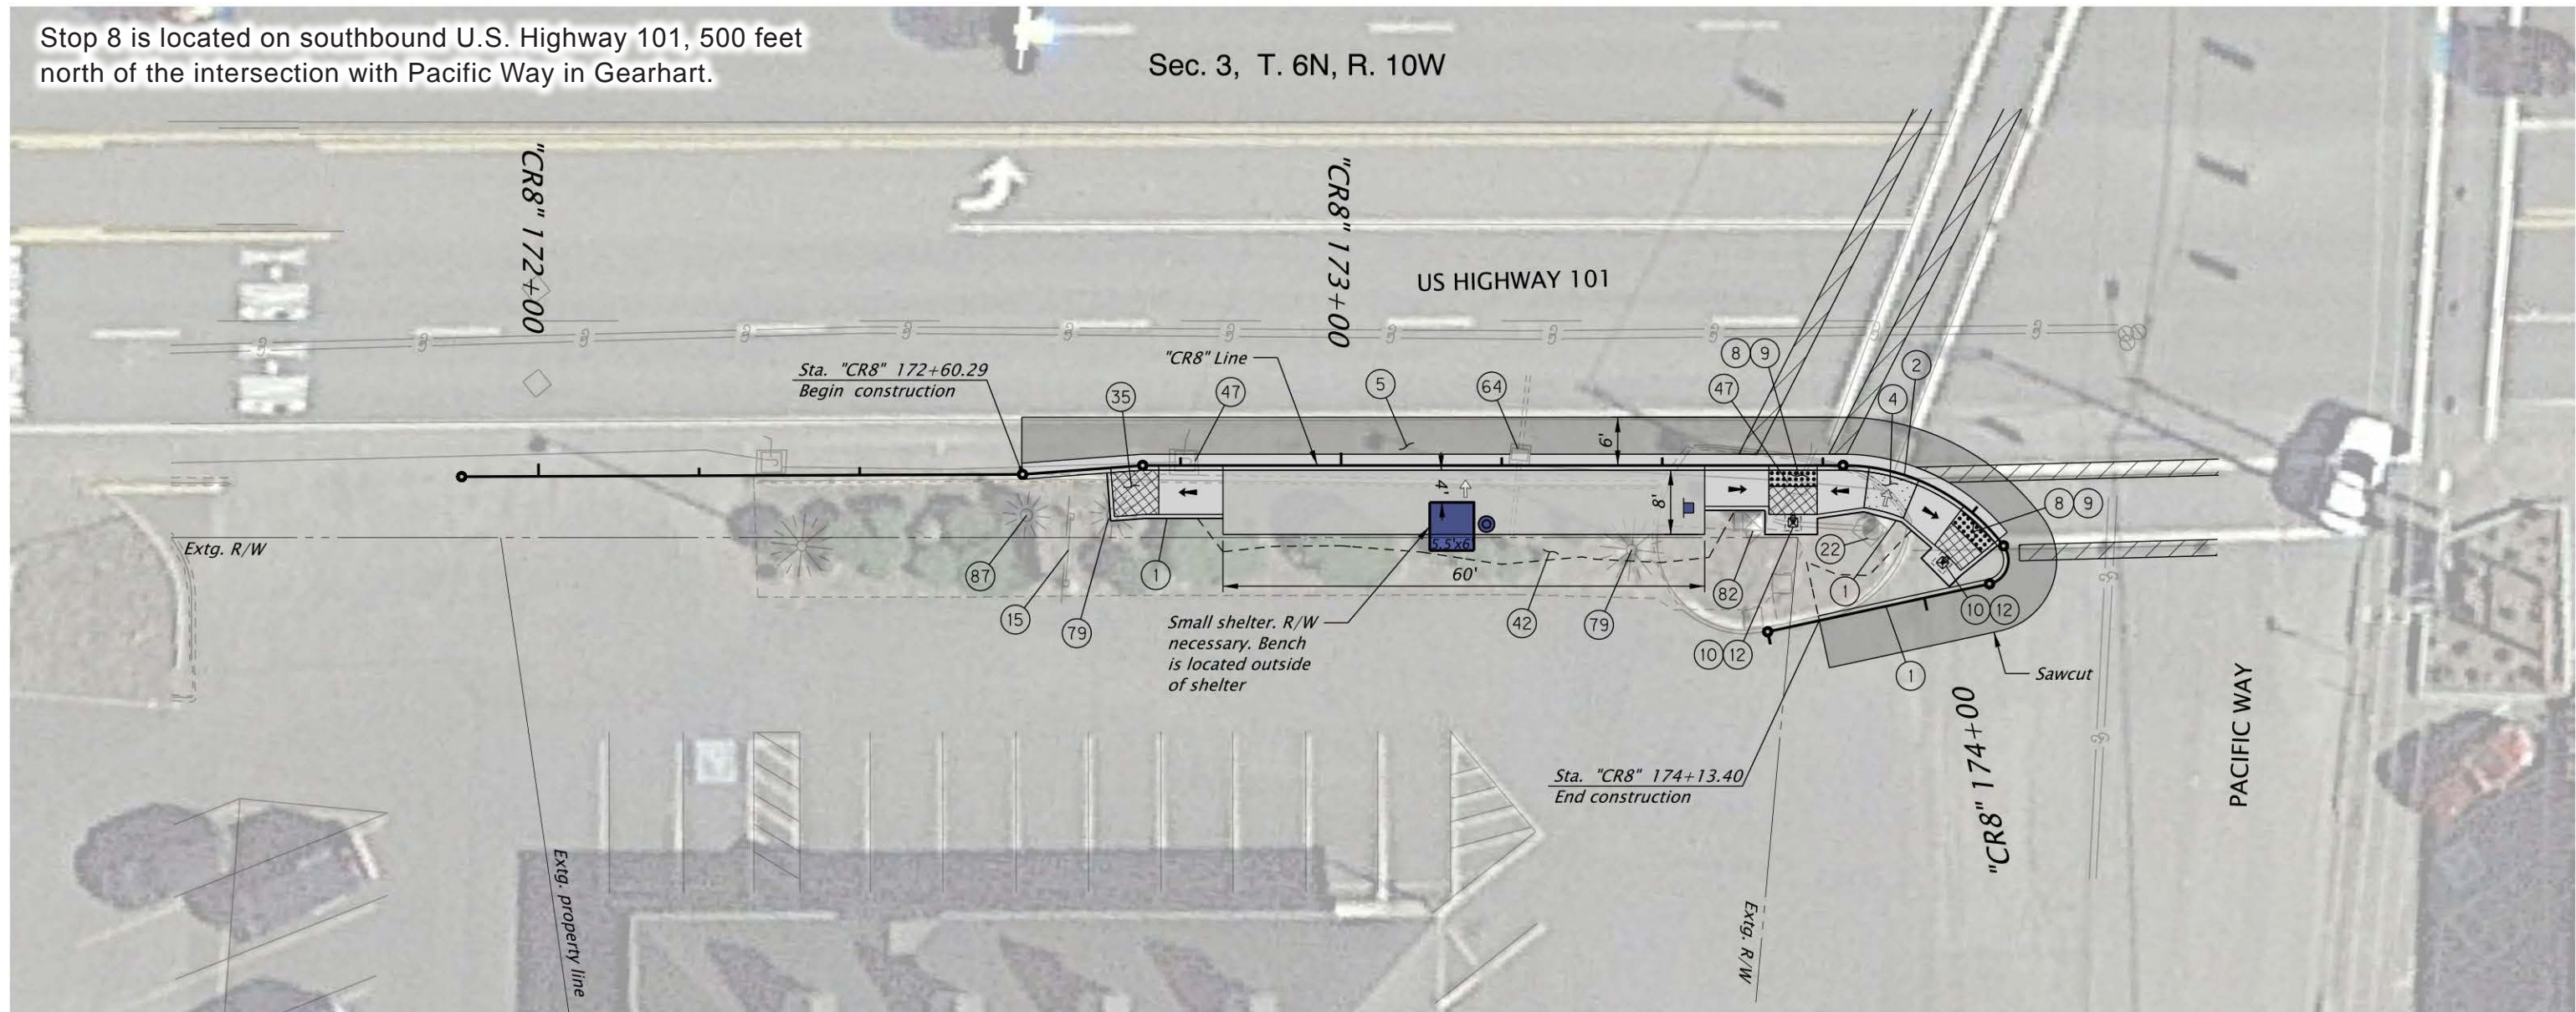 Stop 8 is located on southbound U.S. Highway 101, 500 feet
north of the intersection with Pacific Way in Gearhart.
Sec. 3, T. 6N, R. 10W
"CR8" 172+00
"CR8" 173+00
US HIGHWAY 101
Sta. "CR8" 172+60.29
Begin construction
"CR8" Line
35
47
5
64
8 9
47
2
4
6'
4'
8'
8 9
Extg. R/W
5.5'x6'
87
15
79
1
60'
42
79
82
22
1
10 12
10 12
1
Small shelter. R/W
necessary. Bench
is located outside
of shelter
Sawcut
"CR8" 174+00
PACIFIC WAY
Sta. "CR8" 174+13.40
End construction
Extg. property line
Extg. R/W